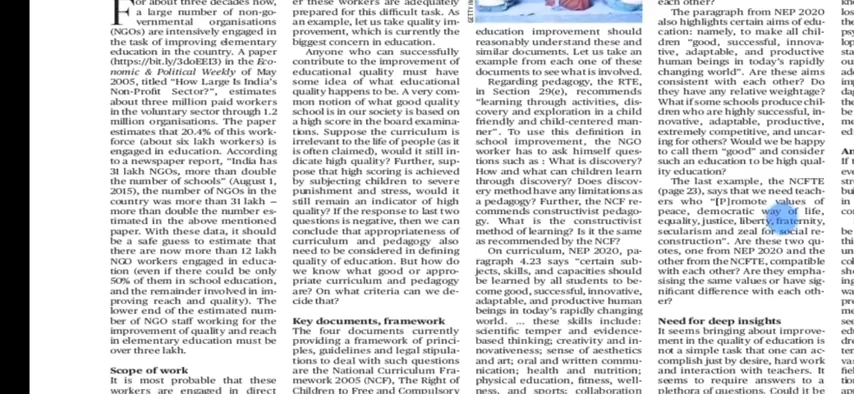 For about three decades now,
a large number of non-go-
vernmental organisations
(NGOs) are intensively engaged in
the task of improving elementary
education in the country. A paper
(https://bit.ly/3doEEI3) in the Eco-
nomic & Political Weekly of May
2005, titled “How Large Is India’s
Non-Profit Sector?”, estimates
about three million paid workers
in the voluntary sector through 1.2
million organisations. The paper
estimates that 20.4% of this work-
force (about six lakh workers) is
engaged in education. According
to a newspaper report, “India has
31 lakh NGOs, more than double
the number of schools” (August 1,
2015), the number of NGOs in the
country was more than 31 lakh —
more than double the number es-
timated in the above mentioned
paper. With these data, it should
be a safe guess to estimate that
there are now more than 12 lakh
NGO workers engaged in educa-
tion (even if there could be only
50% of them in school education,
and the remainder involved in im-
proving reach and quality). The
lower end of the estimated num-
ber of NGO staff working for the
improvement of quality and reach
in elementary education must be
over three lakh.
Scope of work
It is most probable that these
workers are engaged in direct
er these workers are adequately
prepared for this difficult task. As
an example, let us take quality im-
provement, which is currently the
biggest concern in education.
Anyone who can successfully
contribute to the improvement of
educational quality must have
some idea of what educational
quality happens to be. A very com-
mon notion of what good quality
school is in our society is based on
a high score in the board examina-
tions. Suppose the curriculum is
irrelevant to the life of people (as it
is often claimed), would it still in-
dicate high quality? Further, sup-
pose that high scoring is achieved
by subjecting children to severe
punishment and stress, would it
still remain an indicator of high
quality? If the response to last two
questions is negative, then we can
conclude that appropriateness of
curriculum and pedagogy also
need to be considered in defining
quality of education. But how do
we know what good or appro-
priate curriculum and pedagogy
are? On what criteria can we de-
cide that?
Key documents, framework
The four documents currently
providing a framework of princi-
ples, guidelines and legal stipula-
tions to deal with such questions
are the National Curriculum Fra-
mework 2005 (NCF), The Right of
Children to Free and Compulsory
education improvement should
reasonably understand these and
similar documents. Let us take an
example from each one of these
documents to see what is involved.
Regarding pedagogy, the RTE,
in Section 29(e), recommends
“learning through activities, dis-
covery and exploration in a child
friendly and child-centered man-
ner”. To use this definition in
school improvement, the NGO
worker has to ask himself ques-
tions such as : What is discovery?
How and what can children learn
through discovery? Does discov-
ery method have any limitations as
a pedagogy? Further, the NCF re-
commends constructivist pedago-
gy. What is the constructivist
method of learning? Is it the same
as recommended by the NCF?
On curriculum, NEP 2020, pa-
ragraph 4.23 says “certain sub-
jects, skills, and capacities should
be learned by all students to be-
come good, successful, innovative,
adaptable, and productive human
beings in today’s rapidly changing
world. ... these skills include:
scientific temper and evidence-
based thinking; creativity and in-
novativeness; sense of aesthetics
and art; oral and written commu-
nication; health and nutrition;
physical education, fitness, well-
ness, and sports; collaboration
each other?
The paragraph from NEP 2020
also highlights certain aims of edu-
cation: namely, to make all chil-
dren “good, successful, innova-
tive, adaptable, and productive
human beings in today’s rapidly
changing world”. Are these aims
consistent with each other? Do
they have any relative weightage?
What if some schools produce chil-
dren who are highly successful, in-
novative, adaptable, productive,
extremely competitive, and uncar-
ing for others? Would we be happy
to call them “good” and consider
such an education to be high qual-
ity education?
The last example, the NCFTE
(page 23), says that we need teach-
ers who “[P]romote values of
peace, democratic way of life,
equality, justice, liberty, fraternity,
secularism and zeal for social re-
construction”. Are these two qu-
otes, one from NEP 2020 and the
other from the NCFTE, compatible
with each other? Are they empha-
sising the same values or have sig-
nificant difference with each oth-
er?
Need for deep insights
It seems bringing about improve-
ment in the quality of education is
not a simple task that one can ac-
complish just by desire, hard work
and interaction with teachers. It
seems to require answers to a
plethora of questions. Could it be